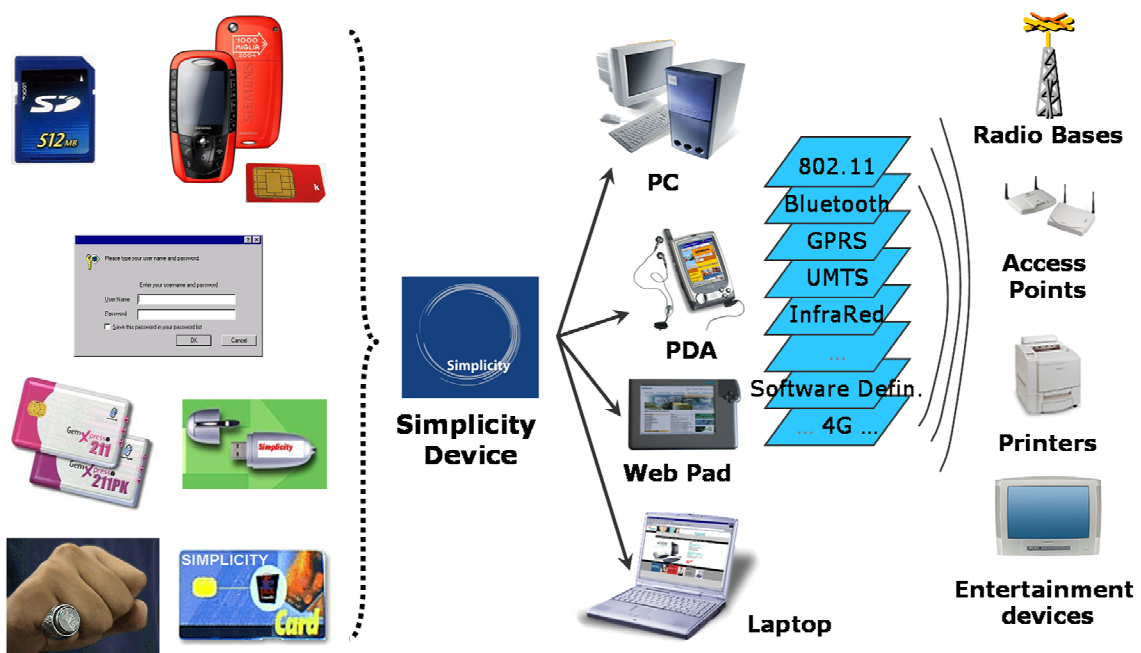 SD
512 MB
1000
MIGLIA
2004
SIEMENS
k
Please type your user name and password.
Enter your username and password
User Name
Password
Save this password in your password list
OK
Cancel
GemXpresso
211
GemXpresso
211PK
Simplicity
SIMPLICITY
Card
Simplicity
Simplicity
Device
PC
PDA
Web Pad
Laptop
802.11
Bluetooth
GPRS
UMTS
InfraRed
...
Software Defin.
... 4G ...
Radio Bases
Access
Points
Printers
Entertainment
devices